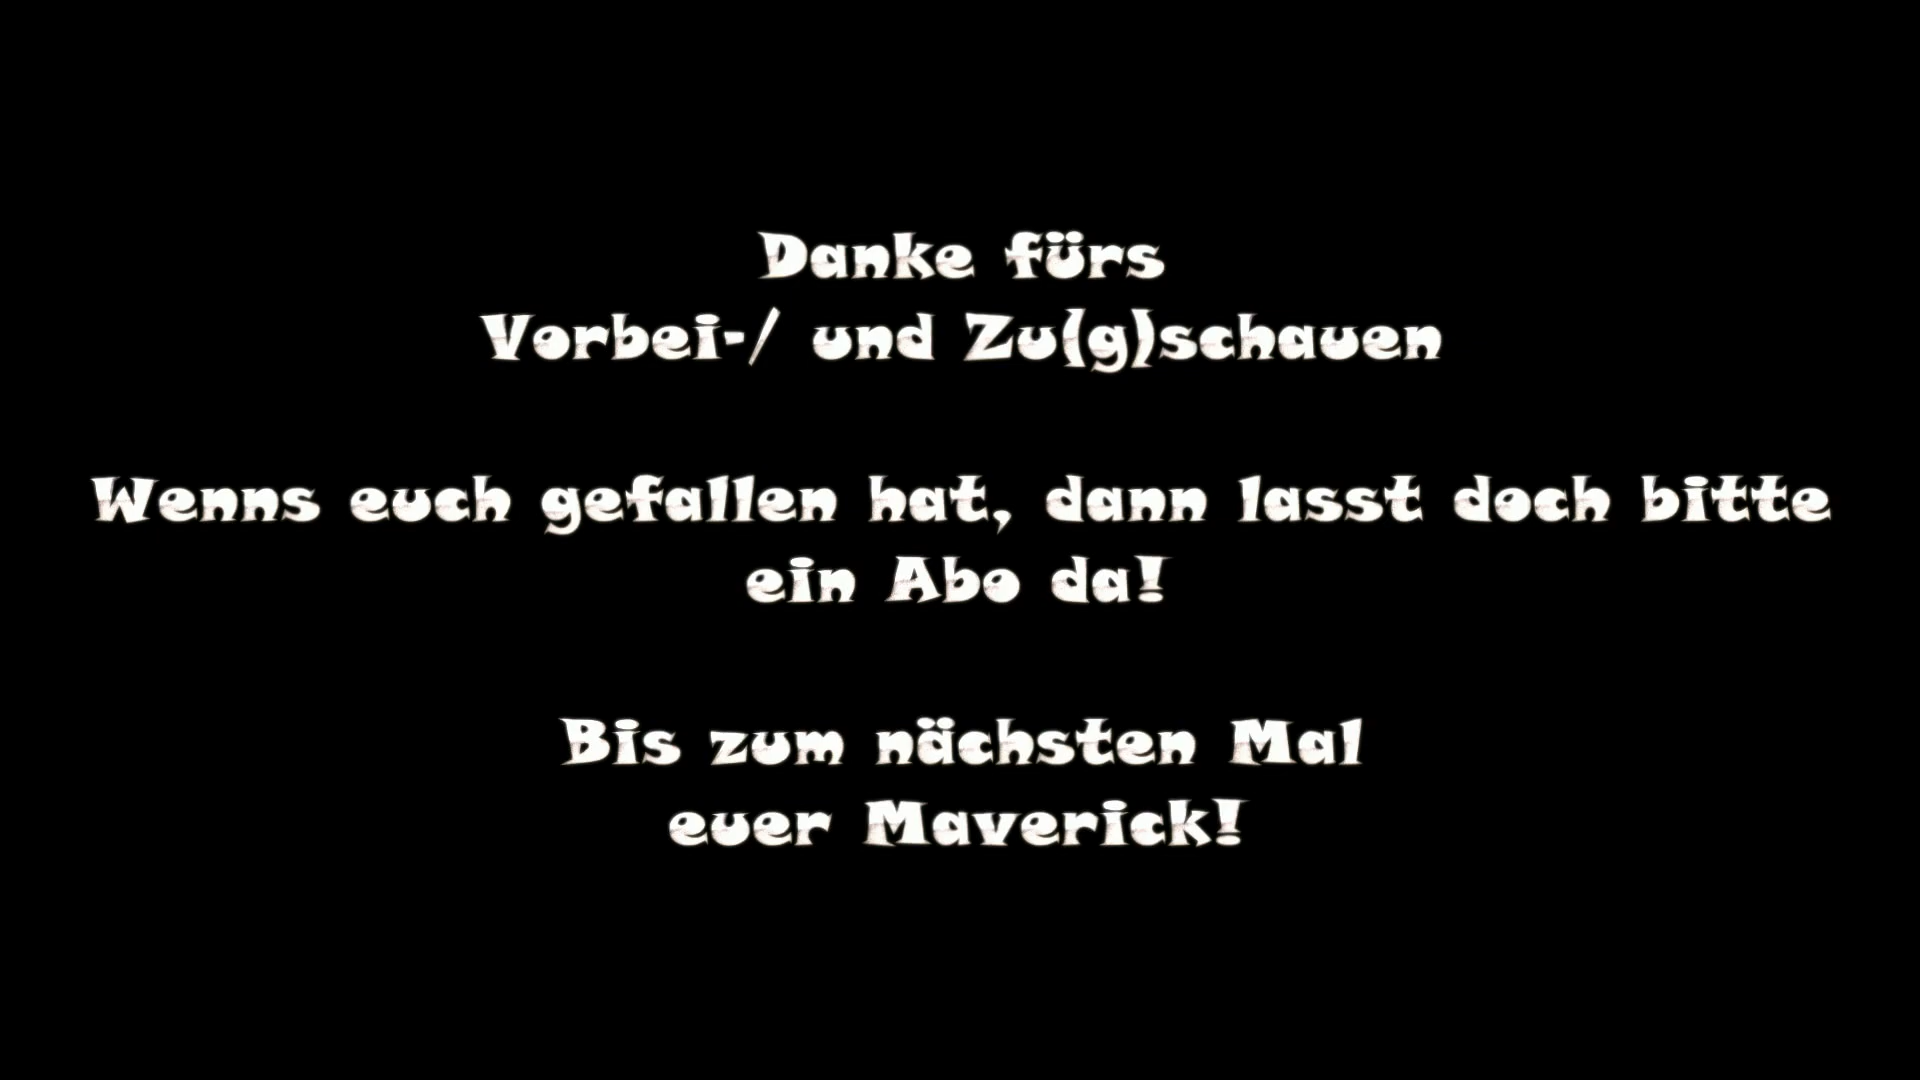 Danke fürs
Vorbei-/ und Zu(g)schauen
Wenns euch gefallen hat, dann lasst doch bitte
ein Abo da!
Bis zum nächsten Mal
euer Maverick!